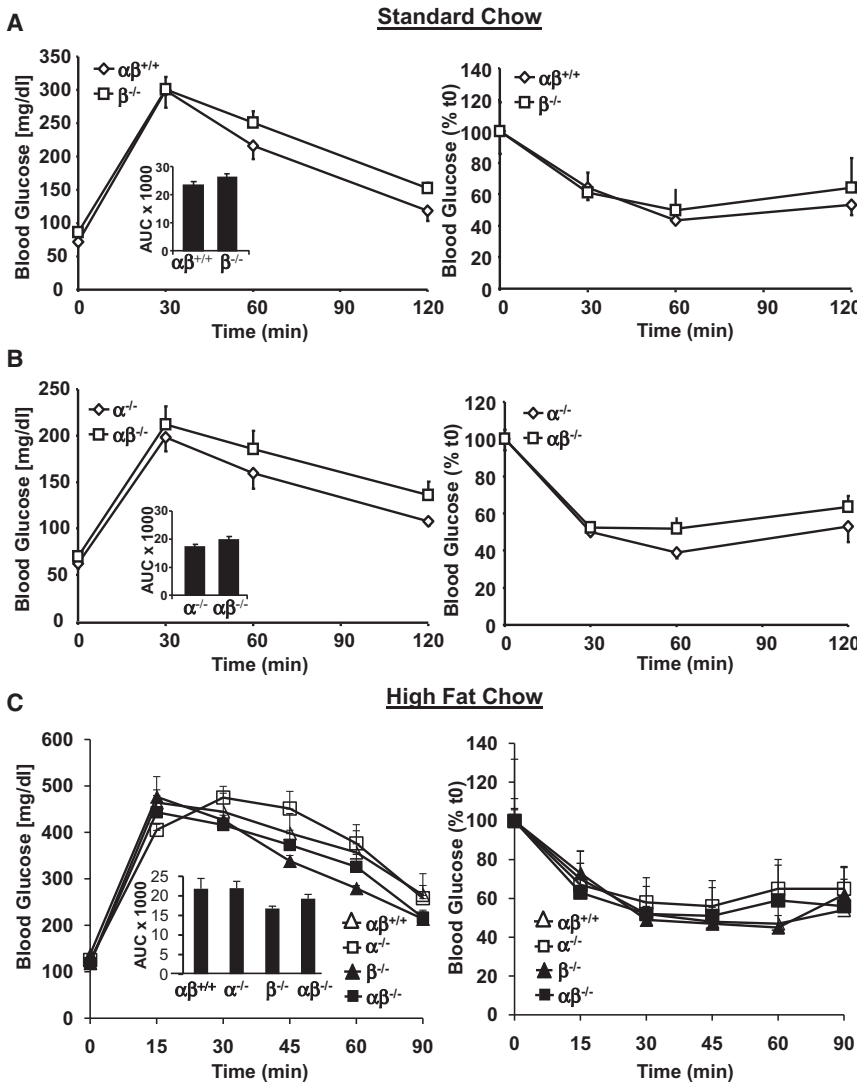 Standard Chow
A
Blood Glucose [mg/dl]
350
300
250
200
150
100
50
0
αβ+/+
β-/-
AUC x 1000
30
20
10
0
αβ+/+ β-/-
0 30 60 90 120
Time (min)
Blood Glucose (% t0)
140
120
100
80
60
40
20
0
αβ+/+
β-/-
0 30 60 90 120
Time (min)
B
Blood Glucose [mg/dl]
250
200
150
100
50
0
α-/-
αβ-/-
AUC x 1000
30
20
10
0
α-/- αβ-/-
0 30 60 90 120
Time (min)
Blood Glucose (% t0)
120
100
80
60
40
20
0
α-/-
αβ-/-
0 30 60 90 120
Time (min)
High Fat Chow
C
Blood Glucose [mg/dl]
600
500
400
300
200
100
000
AUC x 1000
25
20
15
10
5
0
αβ+/+ α-/- β-/- αβ-/-
αβ+/+
α-/-
β-/-
αβ-/-
0 15 30 45 60 90
Time (min)
Blood Glucose (% t0)
140
120
100
80
60
40
20
0
αβ+/+
α-/-
β-/-
αβ-/-
0 15 30 45 60 90
Time (min)